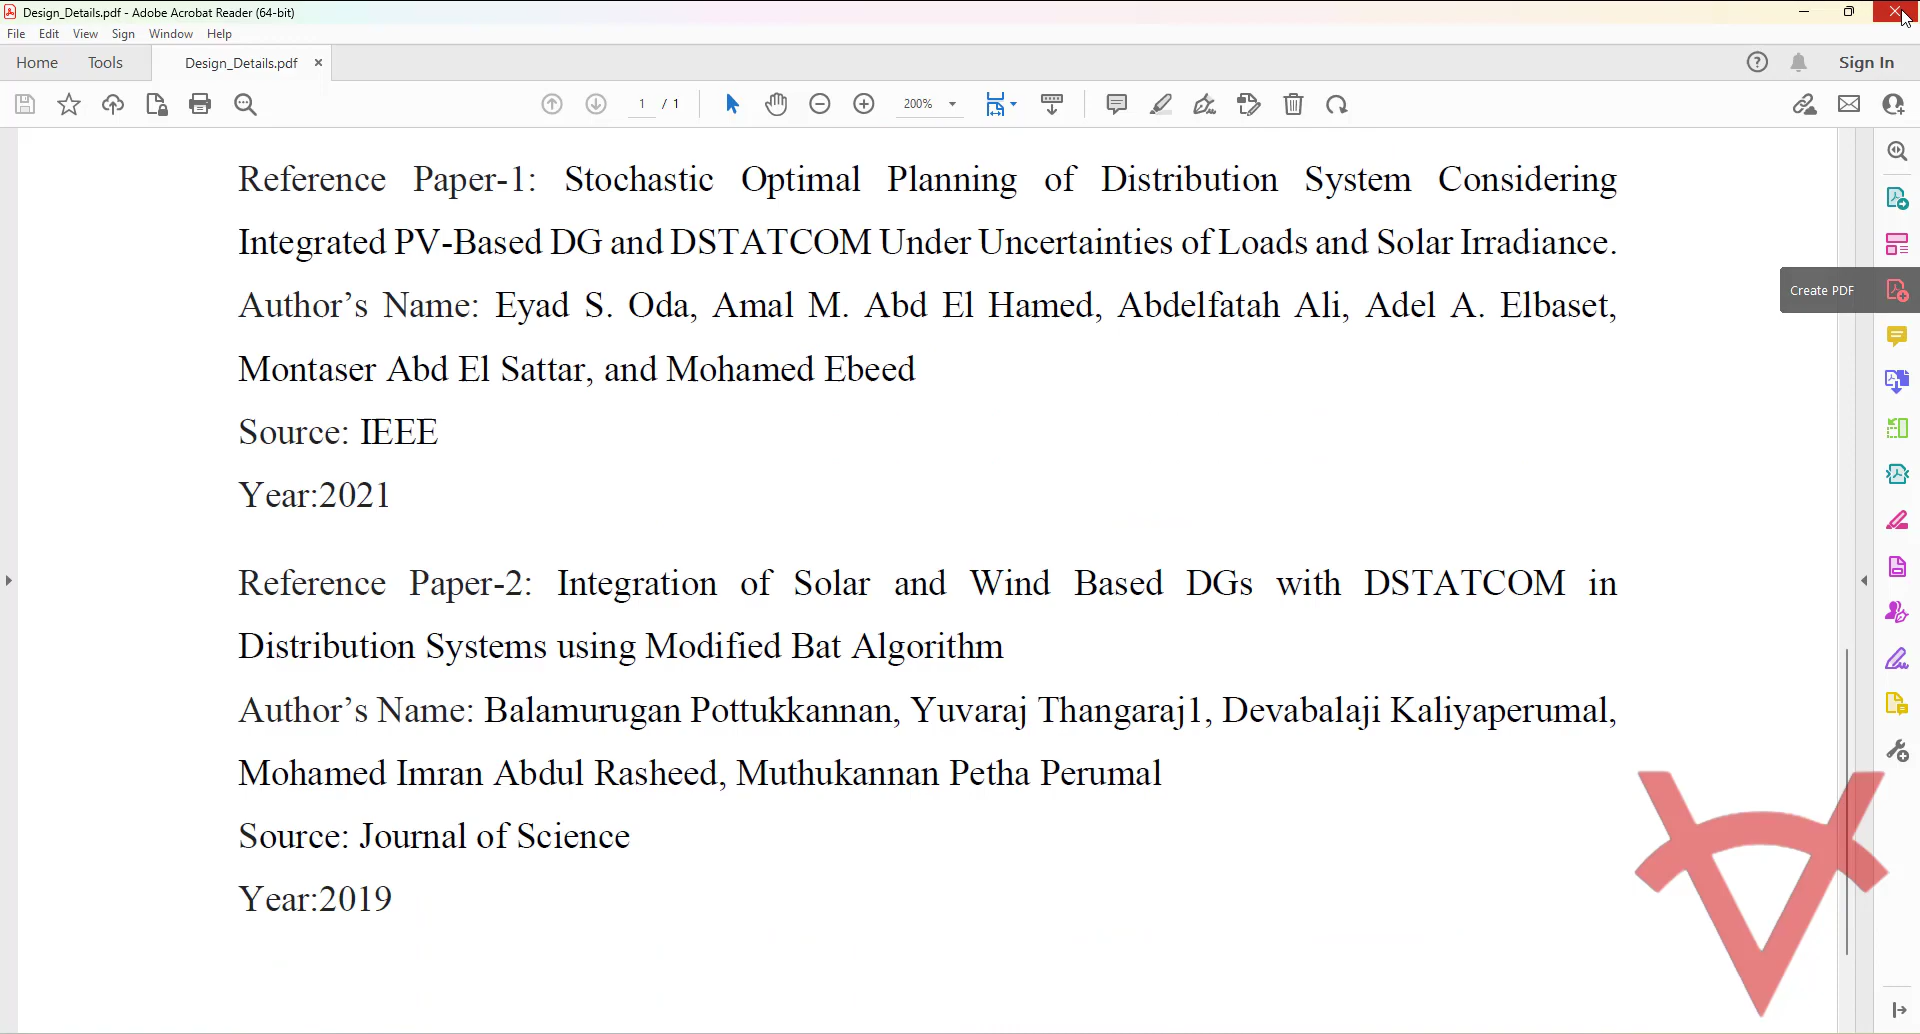 Design_Details.pdf - Adobe Acrobat Reader (64-bit)
File Edit View Sign Window Help
Home Tools Design_Details.pdf Sign In
1 / 1 200%
Reference Paper-1: Stochastic Optimal Planning of Distribution System Considering
Integrated PV-Based DG and DSTATCOM Under Uncertainties of Loads and Solar Irradiance.
Create PDF
Author’s Name: Eyad S. Oda, Amal M. Abd El Hamed, Abdelfatah Ali, Adel A. Elbaset,
Montaser Abd El Sattar, and Mohamed Ebeed
Source: IEEE
Year:2021
Reference Paper-2: Integration of Solar and Wind Based DGs with DSTATCOM in
Distribution Systems using Modified Bat Algorithm
Author’s Name: Balamurugan Pottukkannan, Yuvaraj Thangaraj1, Devabalaji Kaliyaperumal,
Mohamed Imran Abdul Rasheed, Muthukannan Petha Perumal
Source: Journal of Science
Year:2019